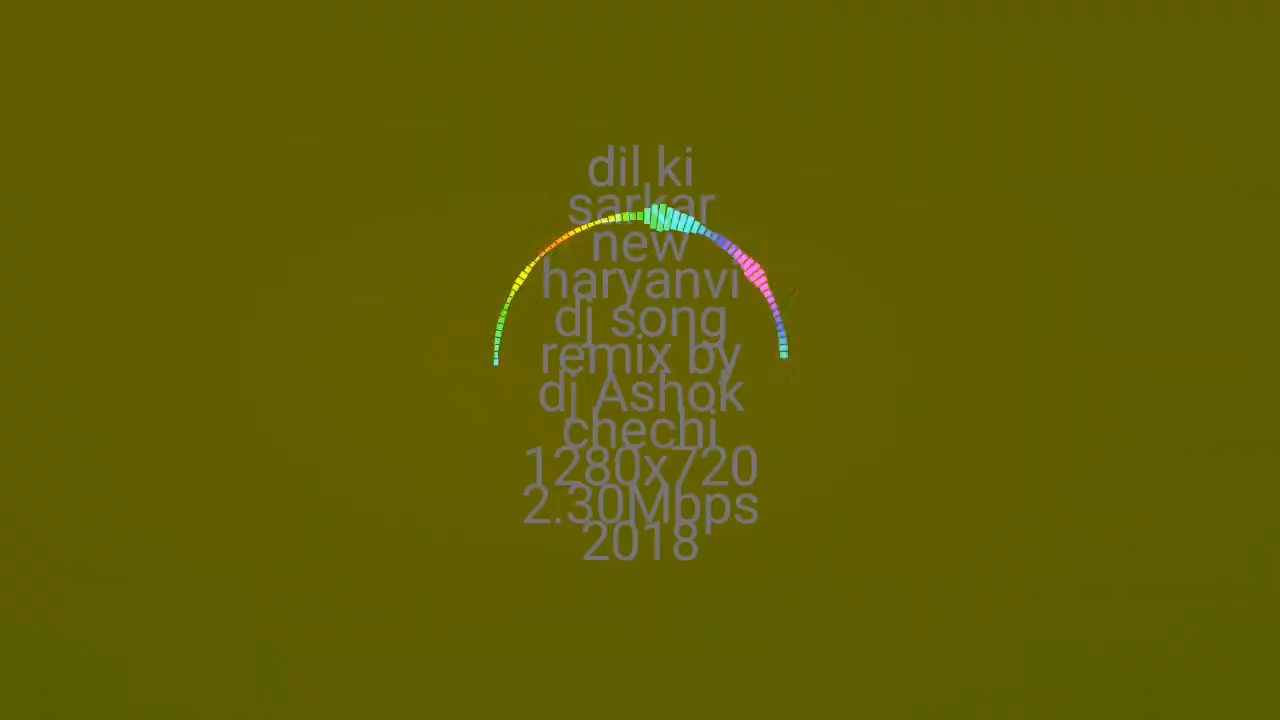 dil ki
sarkar
new
haryanvi
dj song
remix by
dj Ashok
chechi
1280x720
2.30Mbps
2018